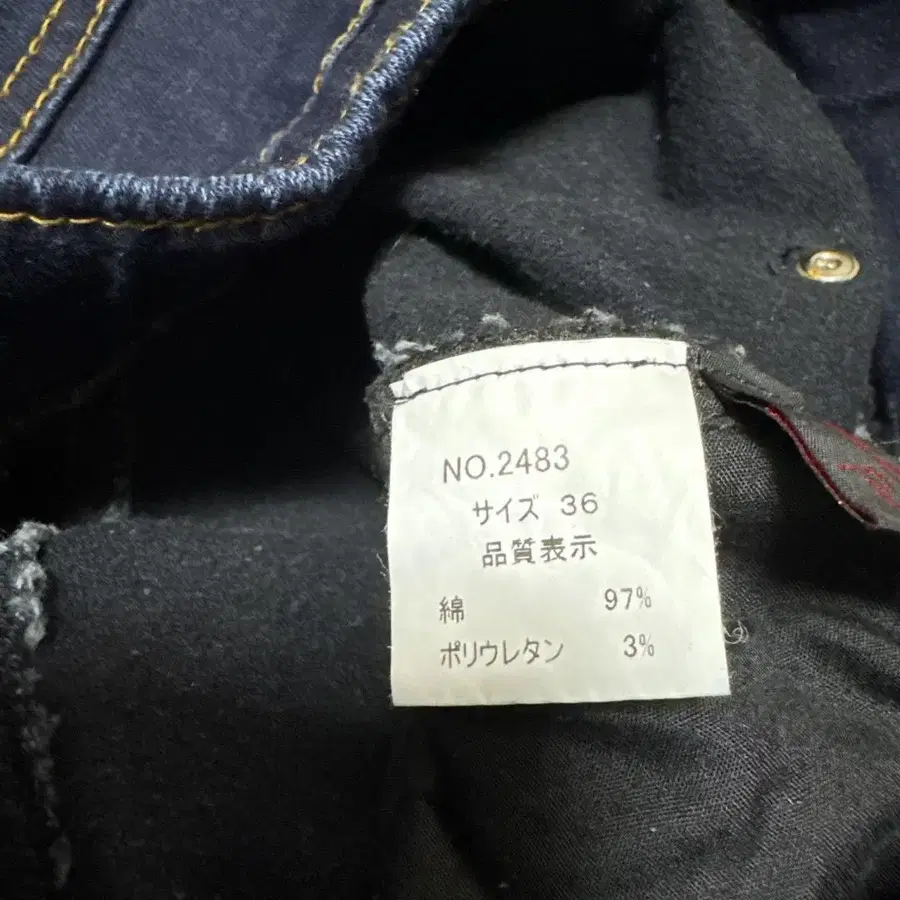 NO.2483
サイズ 36
品質表示
綿 97%
ポリウレタン 3%